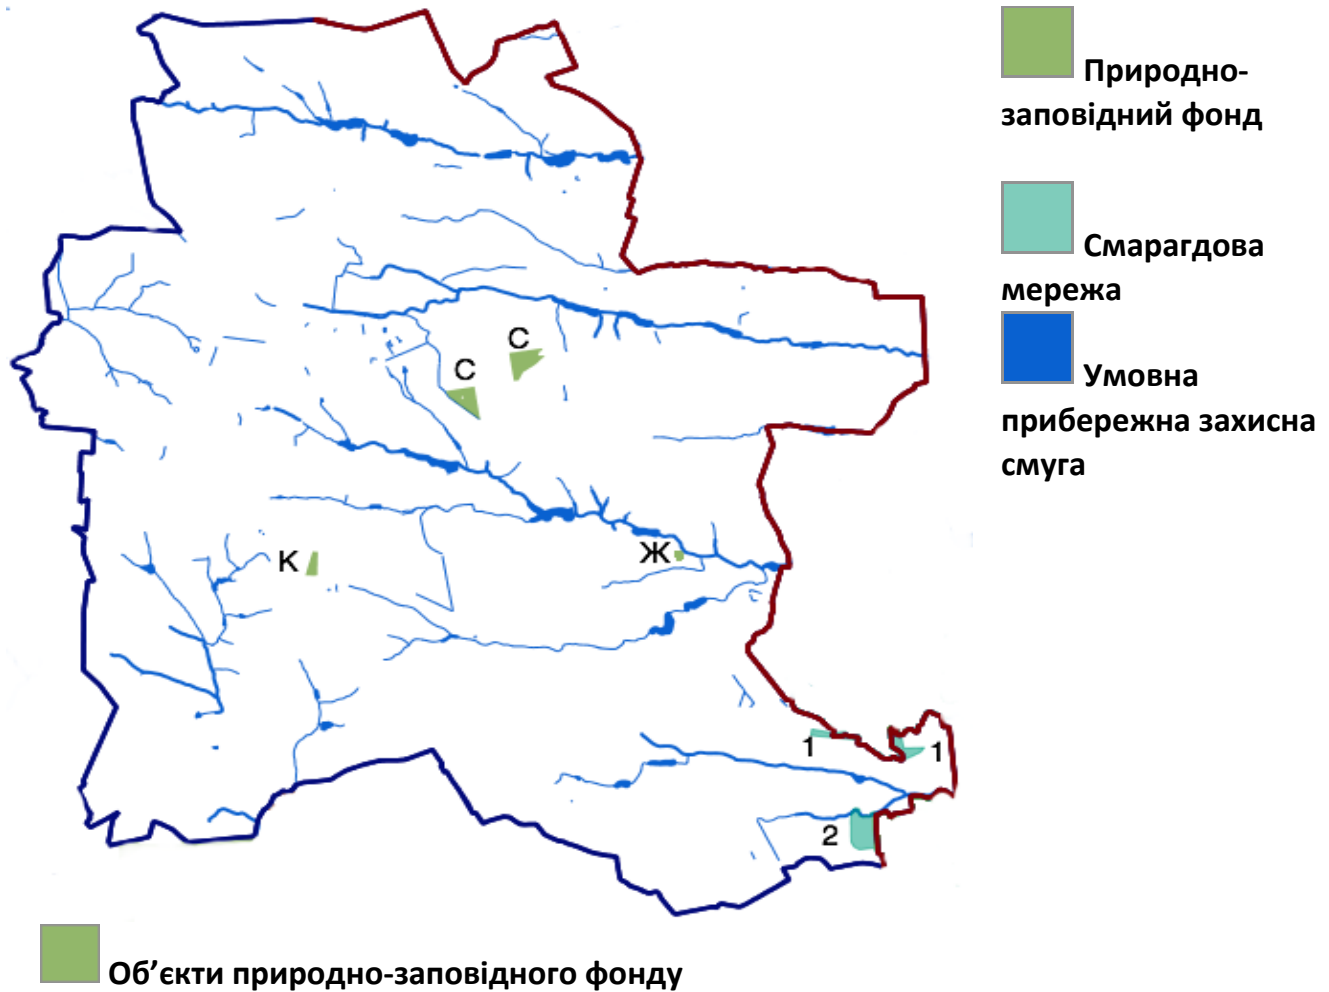 Природно-
заповідний фонд
Смарагдова
мережа
Умовна
прибережна захисна
смуга
С
С
К
Ж
1
1
2
Об’єкти природно-заповідного фонду